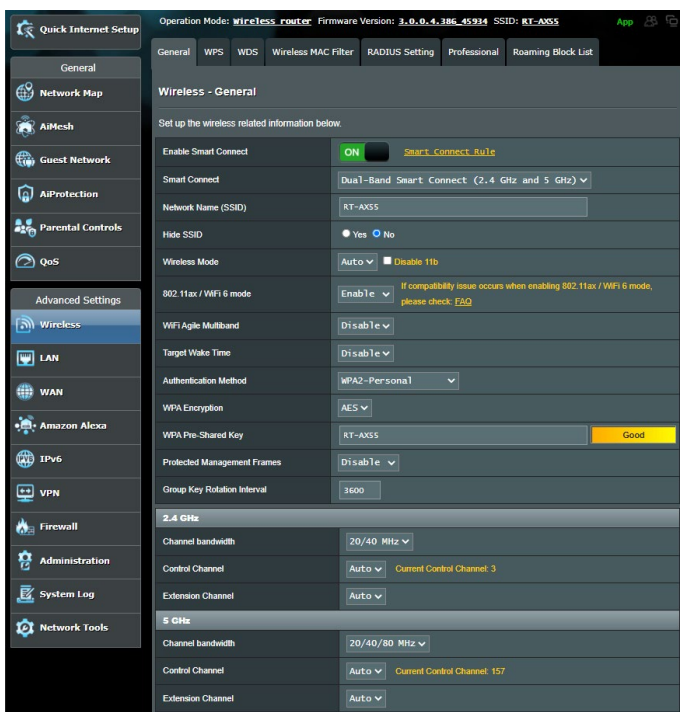 Quick Internet Setup
Operation Mode: Wireless router Firmware Version: 3.0.0.4.386_45934 SSID: RT-AX55 App
General WPS WDS Wireless MAC Filter RADIUS Setting Professional Roaming Block List
General
Network Map
AiMesh
Guest Network
AiProtection
Parental Controls
QoS
Advanced Settings
Wireless
LAN
WAN
Amazon Alexa
IPv6
VPN
Firewall
Administration
System Log
Network Tools
Wireless - General
Set up the wireless related information below.
Enable Smart Connect ON Smart Connect Rule
Smart Connect Dual-Band Smart Connect (2.4 GHz and 5 GHz)
Network Name (SSID) RT-AX55
Hide SSID Yes No
Wireless Mode Auto Disable 11b
802.11ax / WiFi 6 mode Enable If compatibility issue occurs when enabling 802.11ax / WiFi 6 mode,
please check: FAQ
WiFi Agile Multiband Disable
Target Wake Time Disable
Authentication Method WPA2-Personal
WPA Encryption AES
WPA Pre-Shared Key RT-AX55 Good
Protected Management Frames Disable
Group Key Rotation Interval 3600
2.4 GHz
Channel bandwidth 20/40 MHz
Control Channel Auto Current Control Channel: 3
Extension Channel Auto
5 GHz
Channel bandwidth 20/40/80 MHz
Control Channel Auto Current Control Channel: 157
Extension Channel Auto